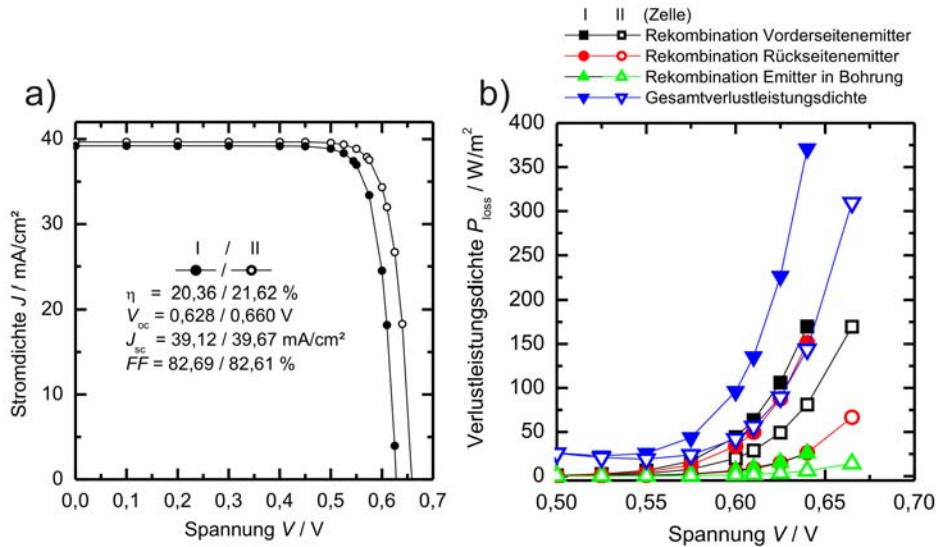 I II (Zelle)
Rekombination Vorderseitenemitter
Rekombination Rückseitenemitter
Rekombination Emitter in Bohrung
Gesamtverlustleistungsdichte
a)
Stromdichte J / mA/cm²
40
30
20
10
0
I / II
/
η = 20,36 / 21,62 %
Voc = 0,628 / 0,660 V
Jsc = 39,12 / 39,67 mA/cm²
FF = 82,69 / 82,61 %
0,0 0,1 0,2 0,3 0,4 0,5 0,6 0,7
Spannung V / V
b)
Verlustleistungsdichte Ploss / W/m²
400
350
300
250
200
150
100
50
0
0,50 0,55 0,60 0,65 0,70
Spannung V / V